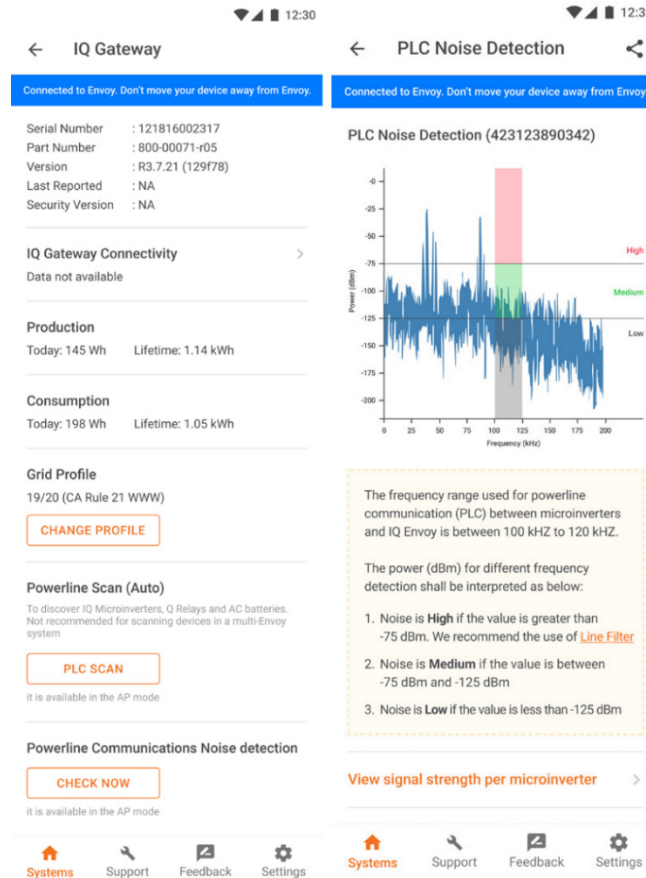 12:30
IQ Gateway
Connected to Envoy. Don't move your device away from Envoy.
Serial Number : 121816002317
Part Number : 800-00071-r05
Version : R3.7.21 (129f78)
Last Reported : NA
Security Version : NA
IQ Gateway Connectivity
Data not available
Production
Today: 145 Wh Lifetime: 1.14 kWh
Consumption
Today: 198 Wh Lifetime: 1.05 kWh
Grid Profile
19/20 (CA Rule 21 WWW)
CHANGE PROFILE
Powerline Scan (Auto)
To discover IQ Microinverters, Q Relays and AC batteries.
Not recommended for scanning devices in a multi-Envoy
system
PLC SCAN
it is available in the AP mode
Powerline Communications Noise detection
CHECK NOW
it is available in the AP mode
Systems Support Feedback Settings
12:3
PLC Noise Detection
Connected to Envoy. Don't move your device away from Envoy
PLC Noise Detection (423123890342)
-0
-25
-50
-75
-100
-125
-150
-175
-200
Power (dBm)
High
Medium
Low
0 25 50 75 100 125 150 175 200
Frequency (kHz)
The frequency range used for powerline
communication (PLC) between microinverters
and IQ Envoy is between 100 kHZ to 120 kHZ.
The power (dBm) for different frequency
detection shall be interpreted as below:
1. Noise is High if the value is greater than
-75 dBm. We recommend the use of Line Filter
2. Noise is Medium if the value is between
-75 dBm and -125 dBm
3. Noise is Low if the value is less than -125 dBm
View signal strength per microinverter
Systems Support Feedback Settings